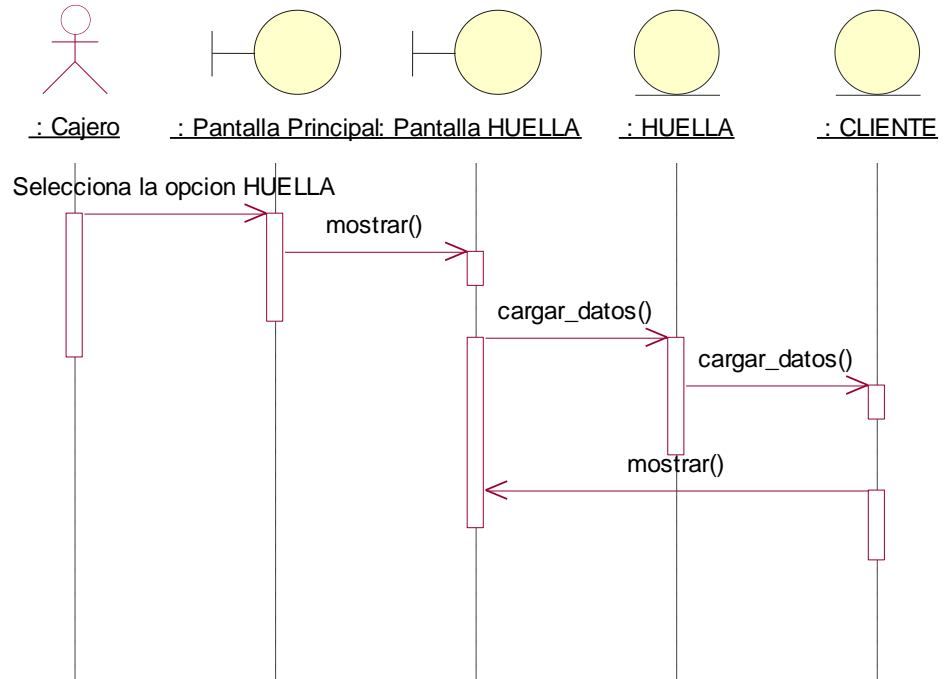 : Cajero
: Pantalla Principal
: Pantalla HUELLA
: HUELLA
: CLIENTE
Selecciona la opcion HUELLA
mostrar()
cargar_datos()
cargar_datos()
mostrar()